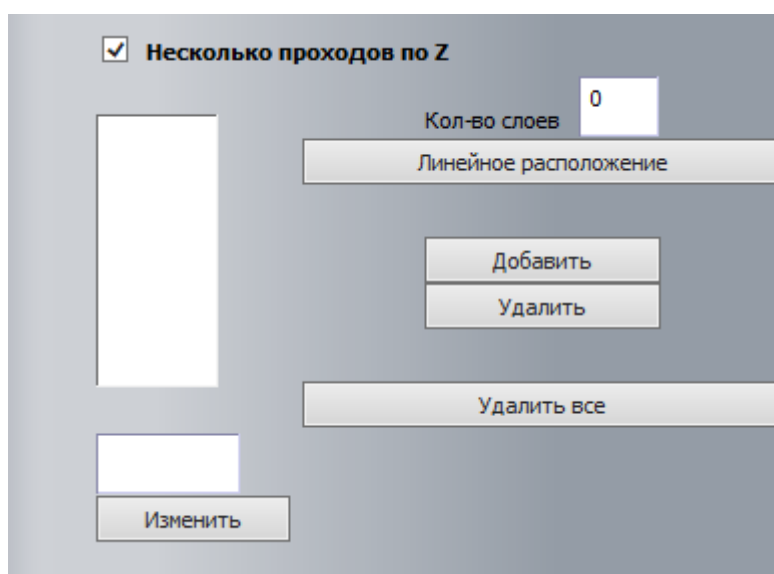 Несколько проходов по Z
0
Кол-во слоев
Линейное расположение
Добавить
Удалить
Удалить все
Изменить